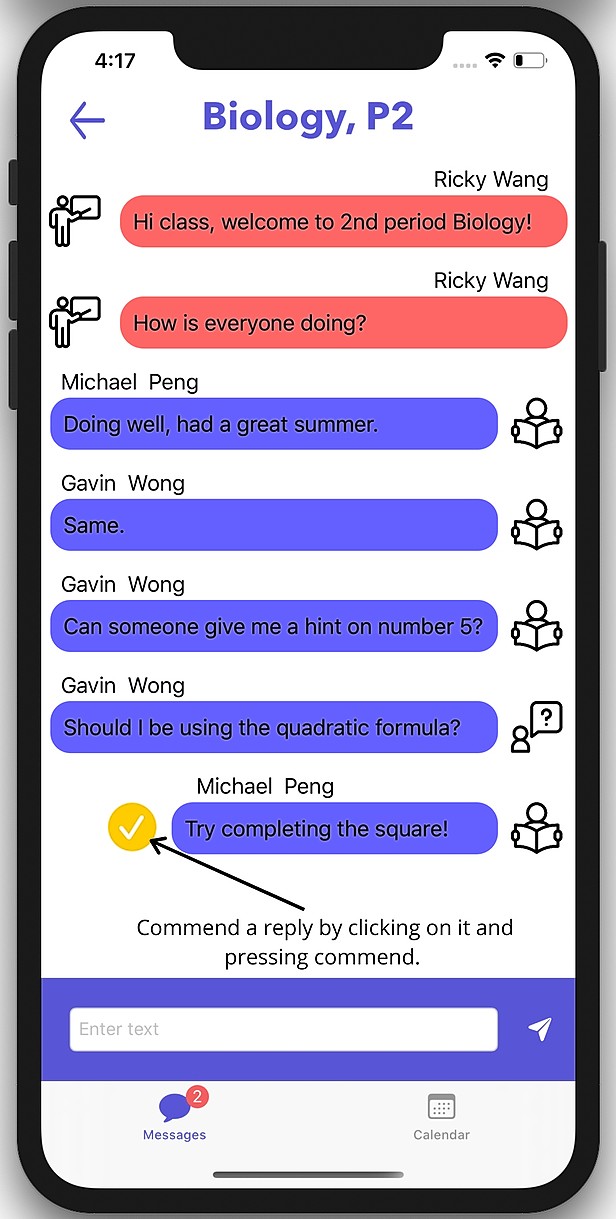 4:17
Biology, P2
Ricky Wang
Hi class, welcome to 2nd period Biology!
Ricky Wang
How is everyone doing?
Michael Peng
Doing well, had a great summer.
Gavin Wong
Same.
Gavin Wong
Can someone give me a hint on number 5?
Gavin Wong
?
Should I be using the quadratic formula?
Michael Peng
Try completing the square!
Commend a reply by clicking on it and
pressing commend.
Enter text
2
Messages
Calendar